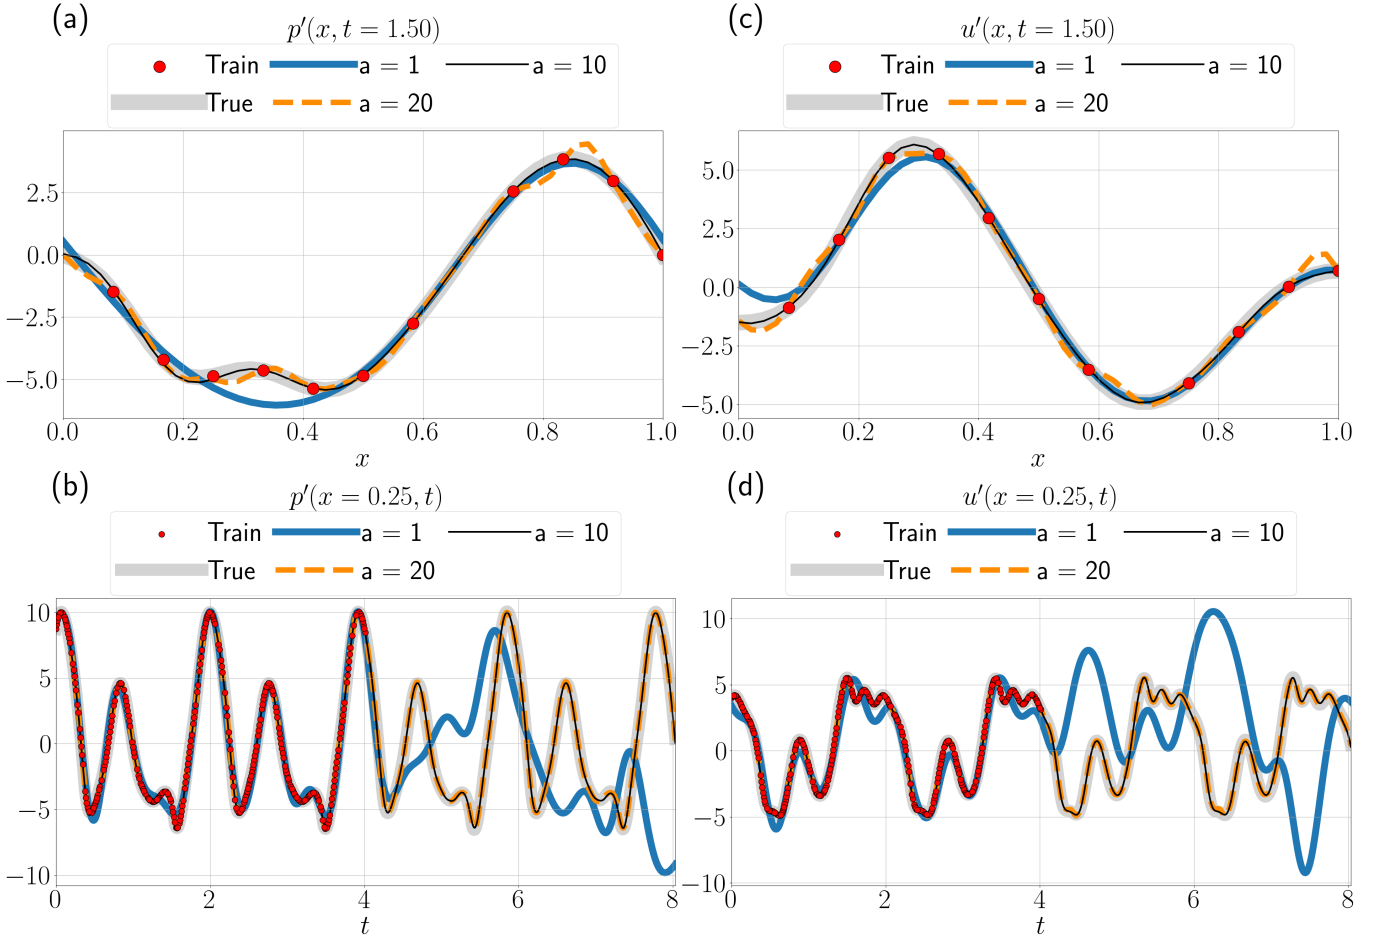 (a)
p′(x, t = 1.50)
Train a = 1 a = 10
True a = 20
2.5
0.0
−2.5
−5.0
0.0 0.2 0.4 0.6 0.8 1.0
x
(c)
u′(x, t = 1.50)
Train a = 1 a = 10
True a = 20
5.0
2.5
0.0
−2.5
−5.0
0.0 0.2 0.4 0.6 0.8 1.0
x
(b)
p′(x = 0.25, t)
Train a = 1 a = 10
True a = 20
10
5
0
−5
−10
0 2 4 6 8
t
(d)
u′(x = 0.25, t)
Train a = 1 a = 10
True a = 20
10
5
0
−5
−10
0 2 4 6 8
t